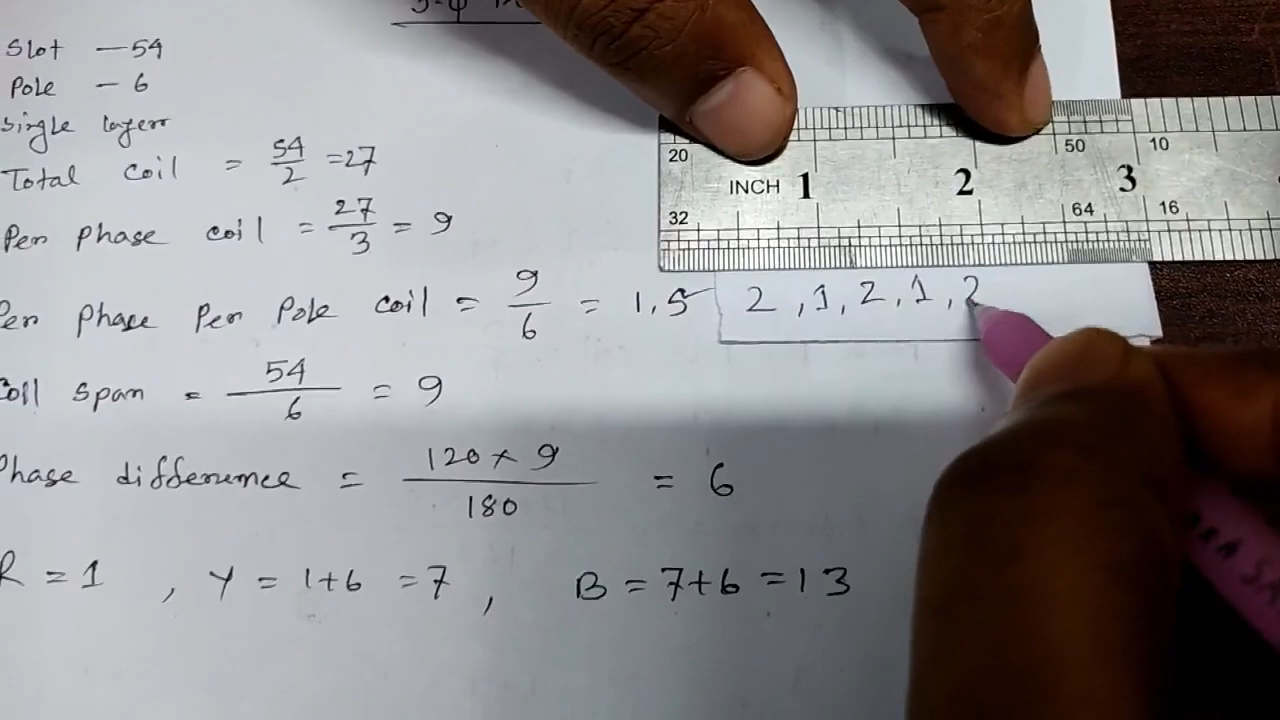 Slot - 54
Pole - 6
Single layerr
Total coil = 54/2 = 27
Per phase coil = 27/3 = 9
Per phase Per Pole coil = 9/6 = 1,5 2,1,2,1,2
Coil span = 54/6 = 9
Phase differrence = 120 × 9/180 = 6
R = 1, Y = 1+6 = 7, B = 7+6 = 13
20 50 10
INCH 1 2 3
32 64 16